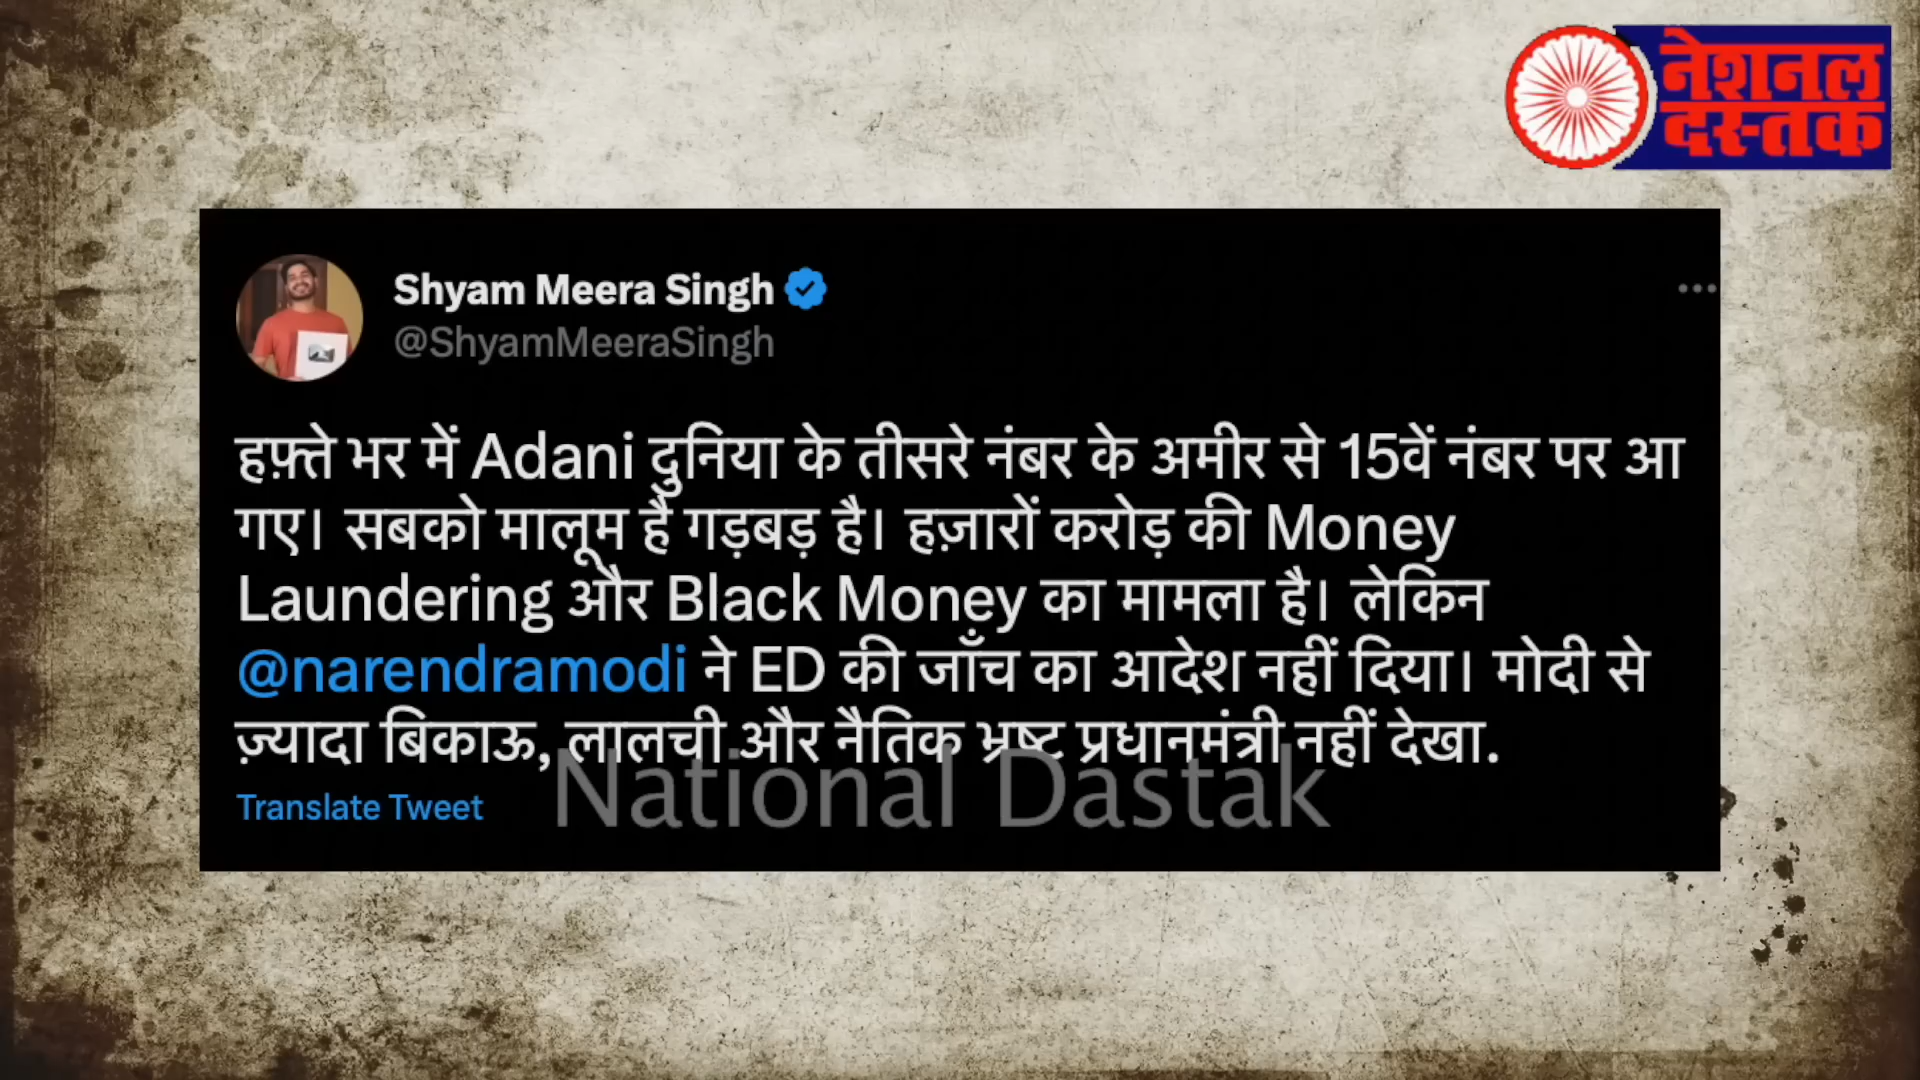 नेशनल
दस्तक
Shyam Meera Singh
@ShyamMeeraSingh
हफ़्ते भर में Adani दुनिया के तीसरे नंबर के अमीर से 15वें नंबर पर आ
गए। सबको मालूम है गड़बड़ है। हज़ारों करोड़ की Money
Laundering और Black Money का मामला है। लेकिन
@narendramodi ने ED की जाँच का आदेश नहीं दिया। मोदी से
ज़्यादा बिकाऊ, लालची और नैतिक भ्रष्ट प्रधानमंत्री नहीं देखा.
National Dastak
Translate Tweet